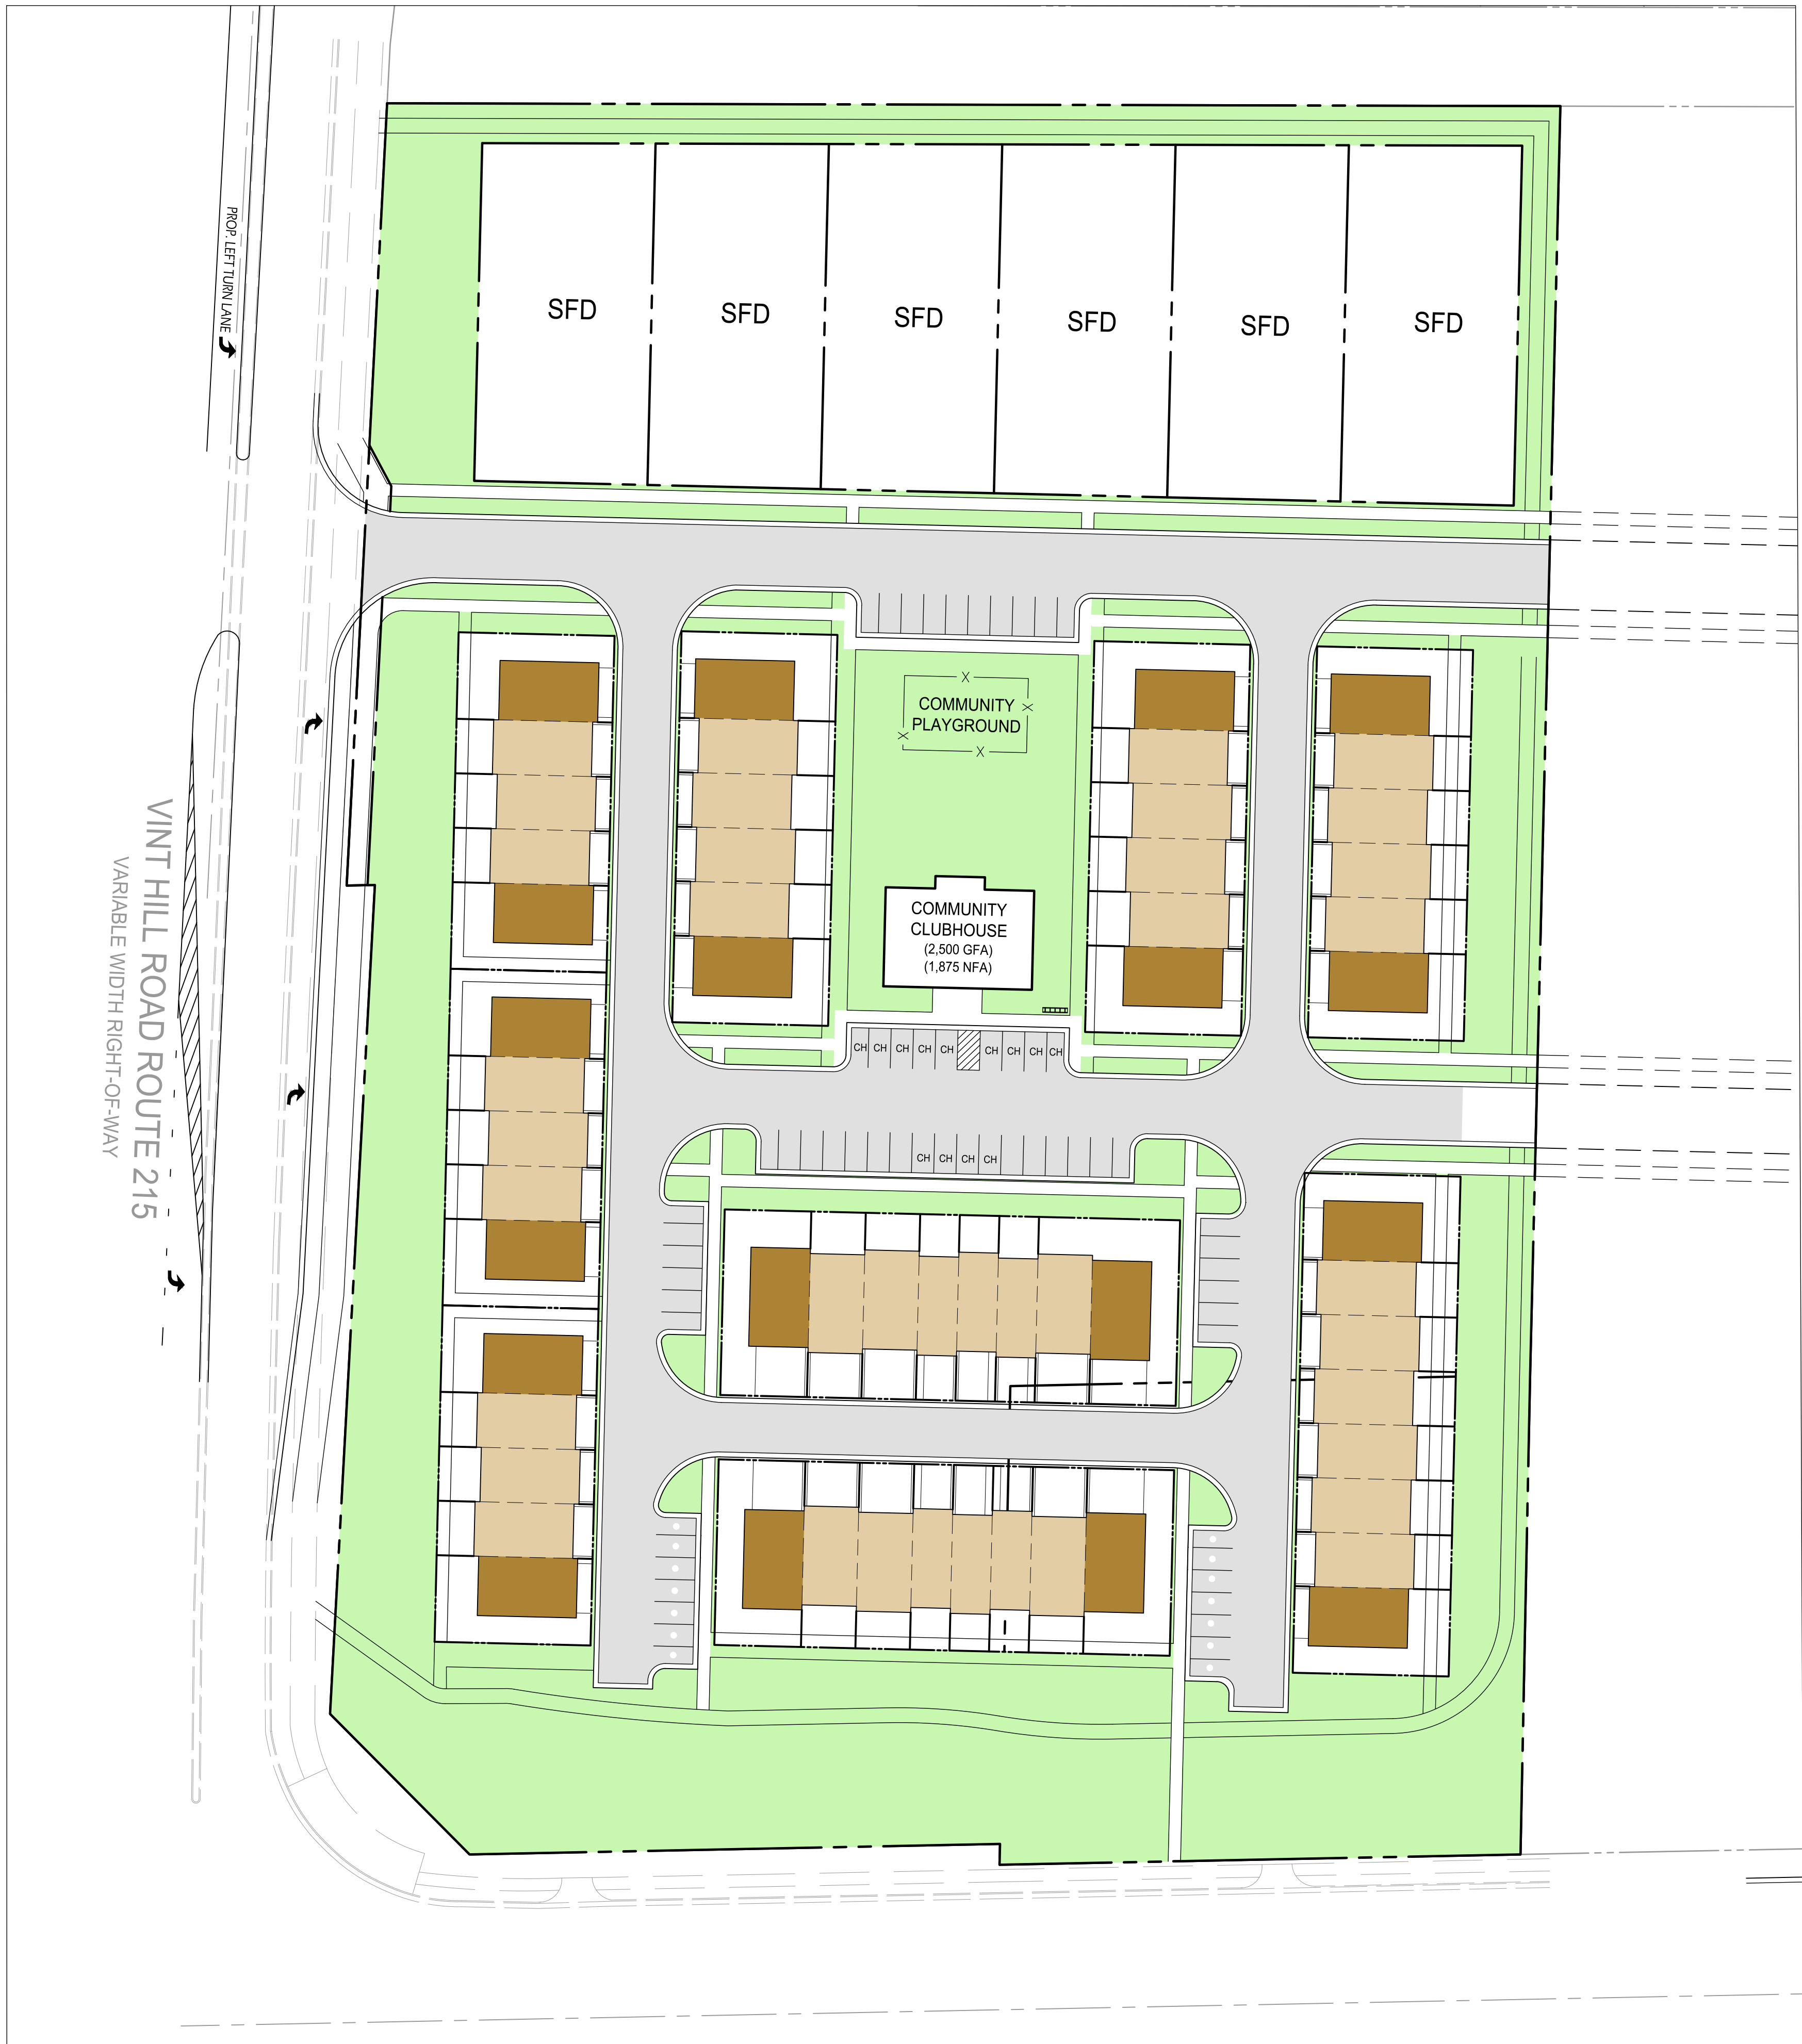 PROP. LEFT TURN LANE
SFD
SFD
SFD
SFD
SFD
SFD
COMMUNITY
PLAYGROUND
VINT HILL ROAD ROUTE 215
VARIABLE WIDTH RIGHT-OF-WAY
COMMUNITY
CLUBHOUSE
(2,500 GFA)
(1,875 NFA)
CH CH CH CH CH CH CH CH CH
CH CH CH CH